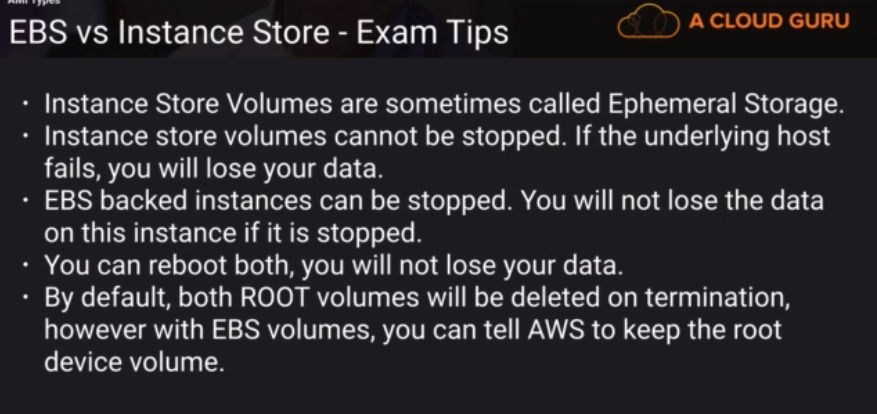 AMI Types
EBS vs Instance Store - Exam Tips
A CLOUD GURU
• Instance Store Volumes are sometimes called Ephemeral Storage.
• Instance store volumes cannot be stopped. If the underlying host
fails, you will lose your data.
• EBS backed instances can be stopped. You will not lose the data
on this instance if it is stopped.
• You can reboot both, you will not lose your data.
• By default, both ROOT volumes will be deleted on termination,
however with EBS volumes, you can tell AWS to keep the root
device volume.